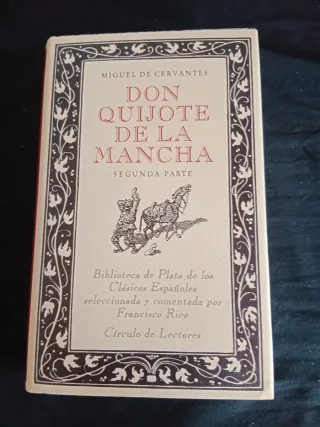 MIGUEL DE CERVANTES
DON
QUIJOTE
DE LA
MANCHA
SEGUNDA PARTE
Biblioteca de Plata de los
Clásicos Españoles
seleccionada y comentada por
Francisco Rico
Círculo de Lectores